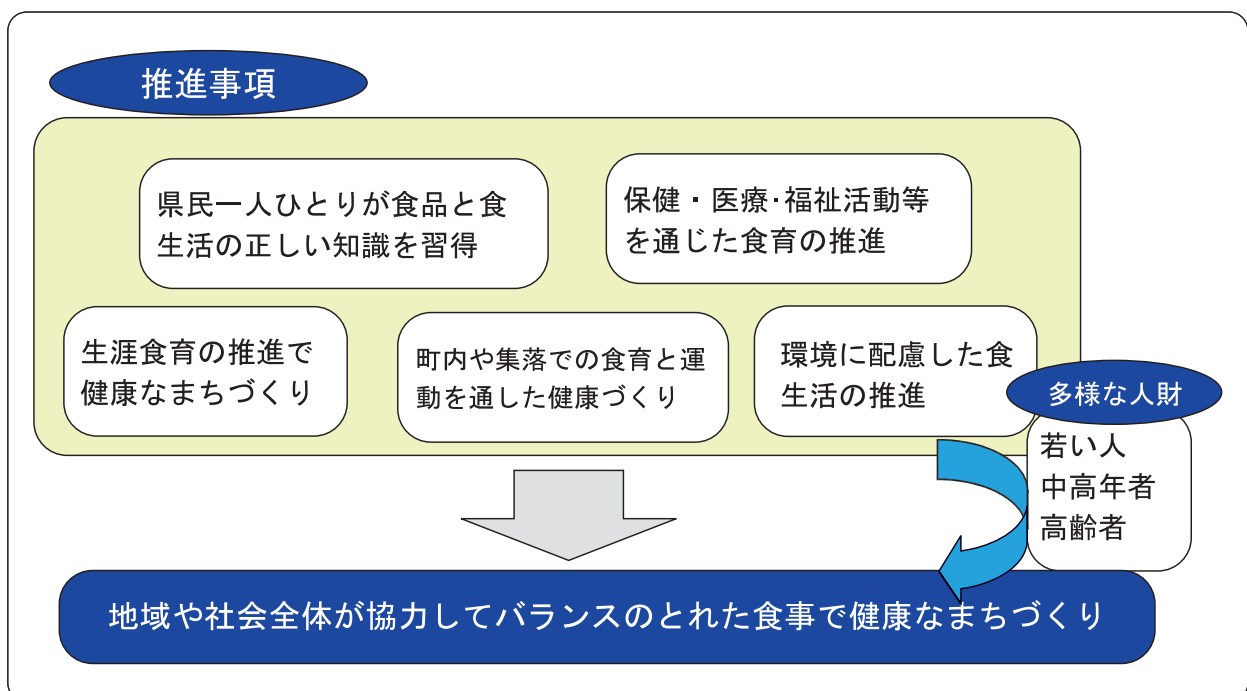 推進事項
県民一人ひとりが食品と食
生活の正しい知識を習得
保健・医療・福祉活動等
を通じた食育の推進
生涯食育の推進で
健康なまちづくり
町内や集落での食育と運
動を通した健康づくり
環境に配慮した食
生活の推進
多様な人財
若い人
中高年者
高齢者
地域や社会全体が協力してバランスのとれた食事で健康なまちづくり